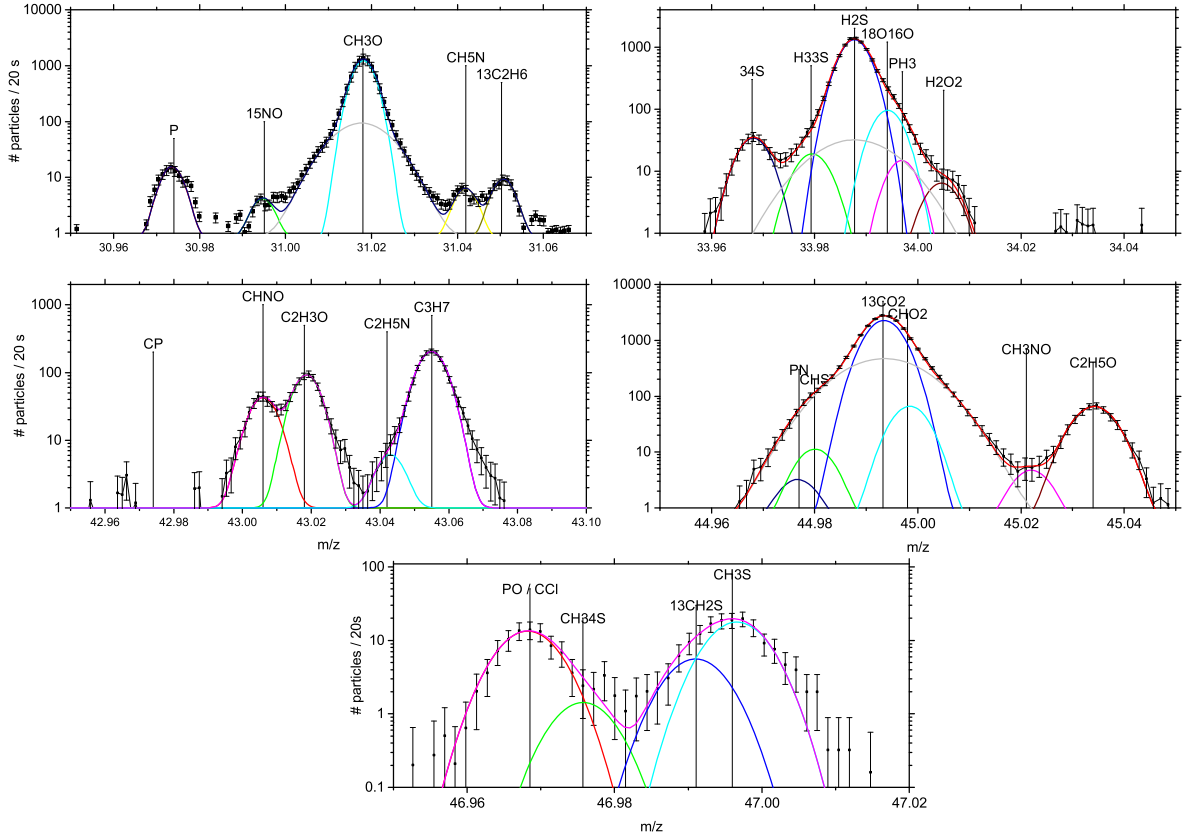 10000
1000
100
10
1
# particles / 20 s
P
15NO
CH3O
CH5N
13C2H6
30.96
30.98
31.00
31.02
31.04
31.06
1000
100
10
1
# particles / 20 s
34S
H33S
H2S
18O16O
PH3
H2O2
33.96
33.98
34.00
34.02
34.04
1000
100
10
1
# particles / 20 s
CP
CHNO
C2H3O
C2H5N
C3H7
42.96
42.98
43.00
43.02
43.04
43.06
43.08
43.10
m/z
10000
1000
100
10
1
# particles / 20 s
PN
CHS
13CO2
CHO2
CH3NO
C2H5O
44.96
44.98
45.00
45.02
45.04
m/z
100
10
1
0.1
# particles / 20s
PO / CCl
CH34S
13CH2S
CH3S
46.96
46.98
47.00
47.02
m/z